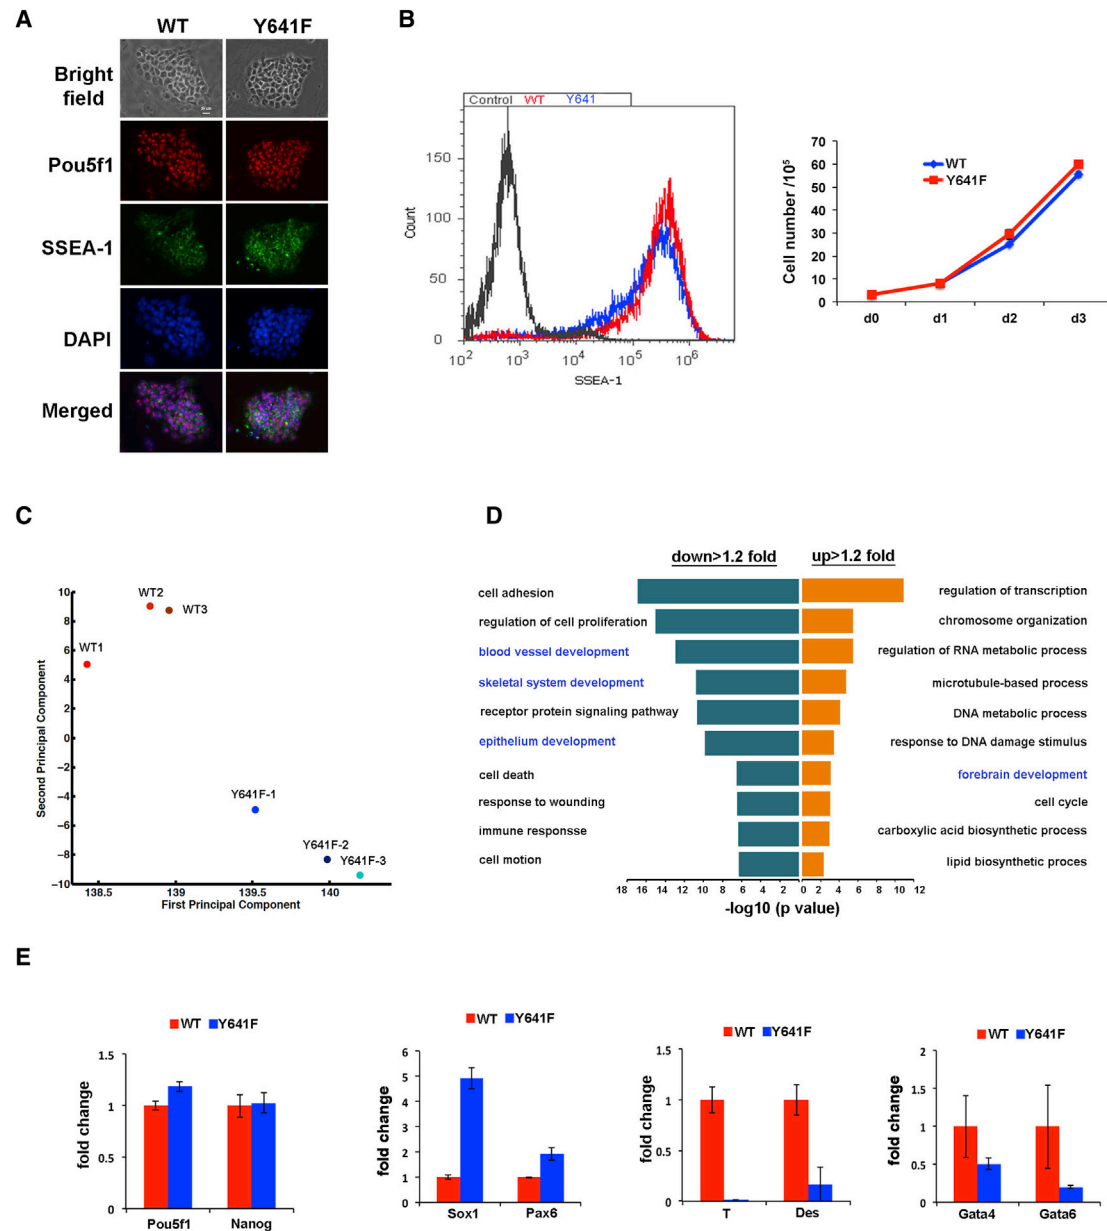 A
WT Y641F
Bright
field
Pou5f1
SSEA-1
DAPI
Merged
B
Control WT Y641
150
100
50
0
Count
10² 10³ 10⁴ 10⁵ 10⁶
SSEA-1
Cell number /10⁵
70
60
50
40
30
20
10
0
WT
Y641F
d0 d1 d2 d3
C
Second Principal Component
10
8
6
4
2
0
−2
−4
−6
−8
−10
WT2
WT3
WT1
Y641F-1
Y641F-2
Y641F-3
138.5 139 139.5 140
First Principal Component
D
down>1.2 fold up>1.2 fold
cell adhesion regulation of transcription
regulation of cell proliferation chromosome organization
blood vessel development regulation of RNA metabolic process
skeletal system development microtubule-based process
receptor protein signaling pathway DNA metabolic process
epithelium development response to DNA damage stimulus
cell death forebrain development
response to wounding cell cycle
immune responsse carboxylic acid biosynthetic process
cell motion lipid biosynthetic proces
18 16 14 12 10 8 6 4 2 0 2 4 6 8 10 12
-log10 (p value)
E
WT Y641F
fold change
1.5
1
0.5
0
Pou5f1 Nanog
WT Y641F
fold change
6
5
4
3
2
1
0
Sox1 Pax6
WT Y641F
fold change
1.5
1
0.5
0
T Des
WT Y641F
fold change
2
1.5
1
0.5
0
Gata4 Gata6